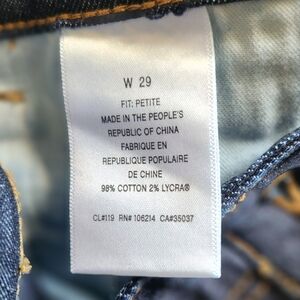 W 29
FIT: PETITE
MADE IN THE PEOPLE'S
REPUBLIC OF CHINA
FABRIQUE EN
REPUBLIQUE POPULAIRE
DE CHINE
98% COTTON 2% LYCRA®
CL#119 RN# 106214 CA#35037